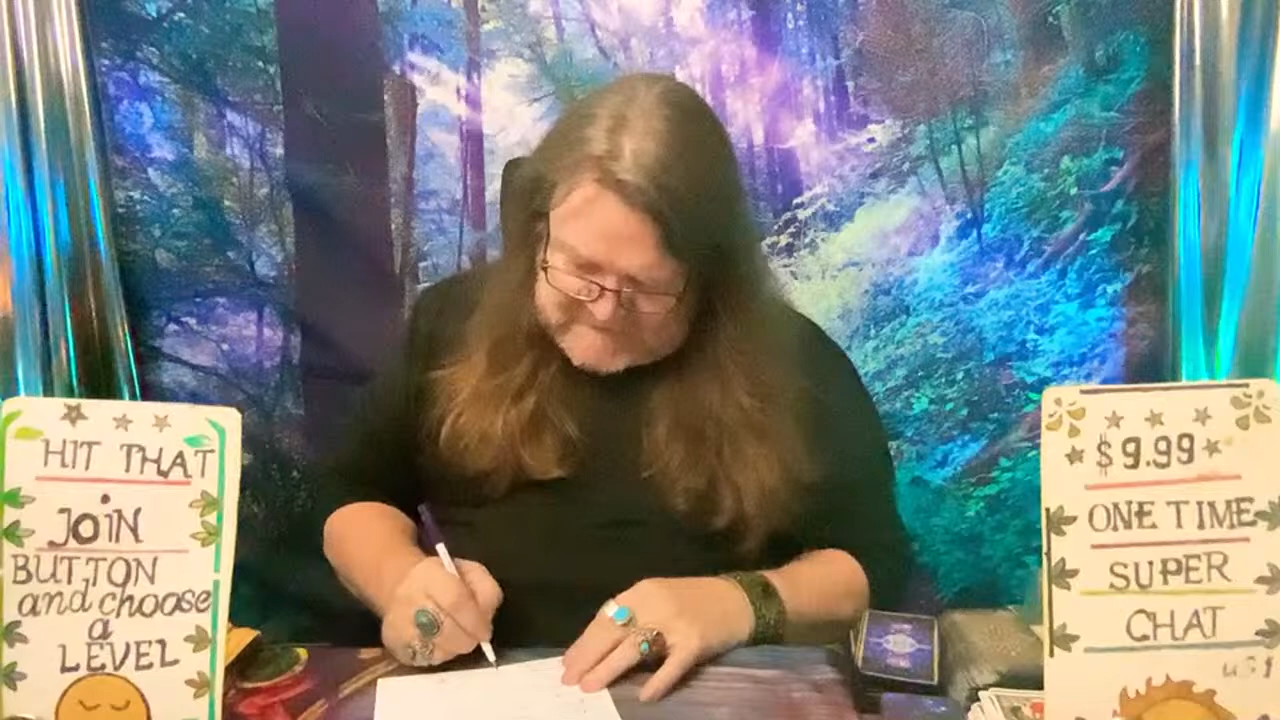 HIT THAT
JOiN
BUTTON
and choose
a
LEVEL
$9.99
ONE TIME
SUPER
CHAT